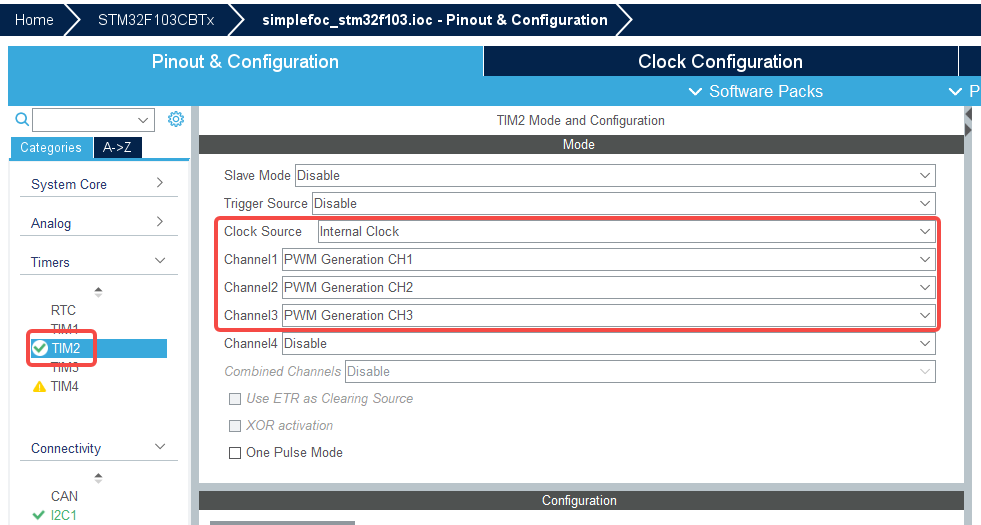 Home STM32F103CBTx simplefoc_stm32f103.ioc - Pinout & Configuration
Pinout & Configuration Clock Configuration
Software Packs P
TIM2 Mode and Configuration
Mode
Categories A->Z
System Core
Analog
Timers
RTC
TIM1
TIM2
TIM3
TIM4
Connectivity
CAN
I2C1
Slave Mode Disable
Trigger Source Disable
Clock Source Internal Clock
Channel1 PWM Generation CH1
Channel2 PWM Generation CH2
Channel3 PWM Generation CH3
Channel4 Disable
Combined Channels Disable
Use ETR as Clearing Source
XOR activation
One Pulse Mode
Configuration